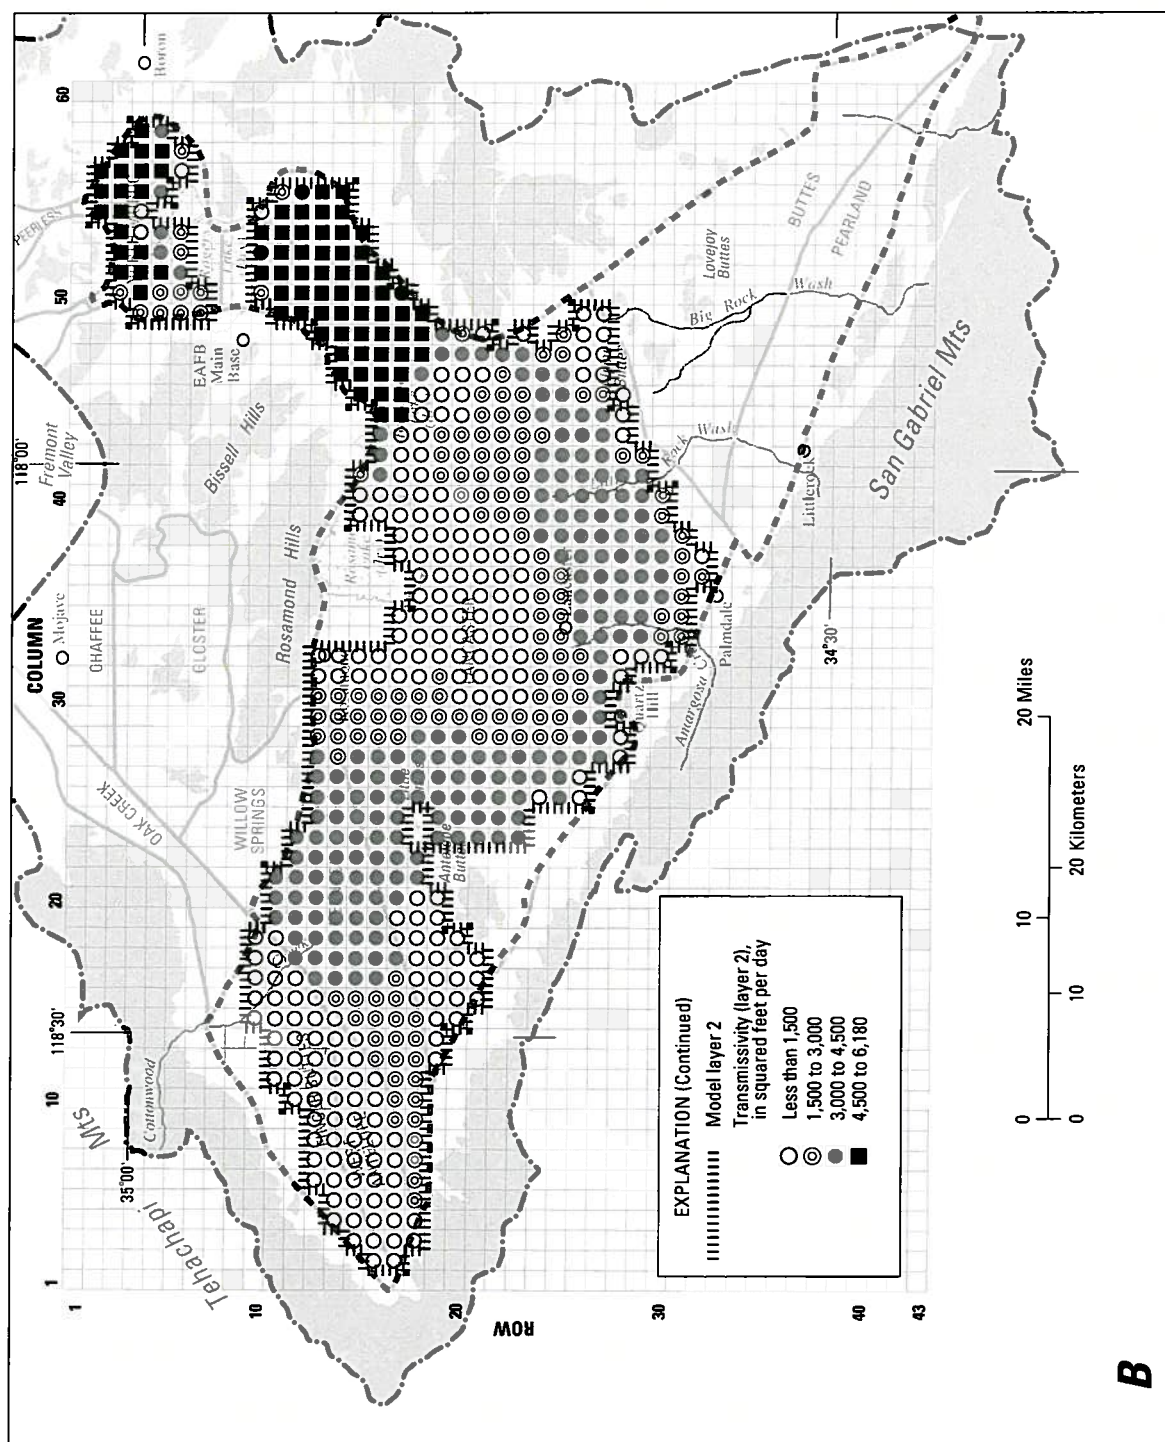 118°30'
118°00'
COLUMN
1
10
20
30
40
50
60
ROW
1
10
20
30
40
43
35°00'
34°30'
Tehachapi
Mts
Cottonwood
OAK CREEK
WILLOW
SPRINGS
Mojave
CHAFFEE
GLOSTER
Rosamond Hills
Fremont
Valley
Bissell Hills
EAFB
Main
Base
PEERLESS
Boron
Antelope
Buttes
LANCASTER
Lancaster
Quartz
Hill
Amargosa
Palmdale
Littlerock
Rock Wash
Big Rock Wash
Lovejoy
Buttes
BUTTES
PEARLAND
San Gabriel Mts
EXPLANATION (Continued)
Model layer 2
Transmissivity (layer 2),
in squared feet per day
Less than 1,500
1,500 to 3,000
3,000 to 4,500
4,500 to 6,180
0 10 20 Miles
0 10 20 Kilometers
B